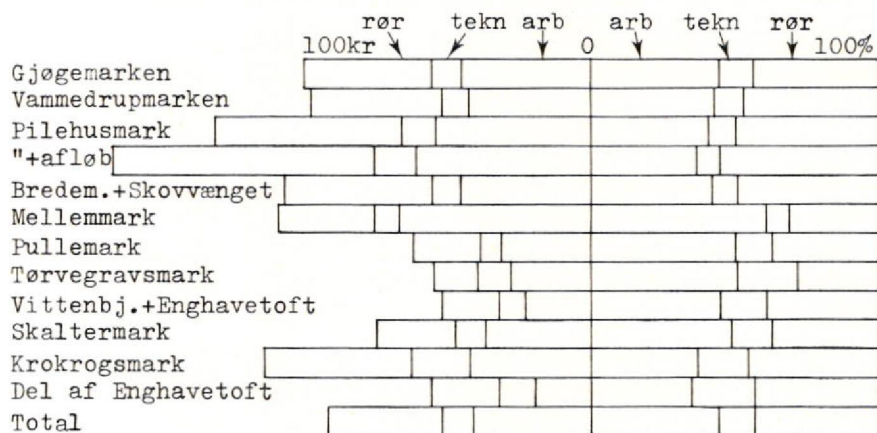 rør tekn arb arb tekn rør
100kr 0 100%
Gjøgemarken
Vammedrupmarken
Pilehusmark
"+afløb
Bredem.+Skovvænget
Mellemmark
Pullemark
Tørvegravsmark
Vittenbj.+Enghavetoft
Skaltermark
Krokrogsmark
Del af Enghavetoft
Total